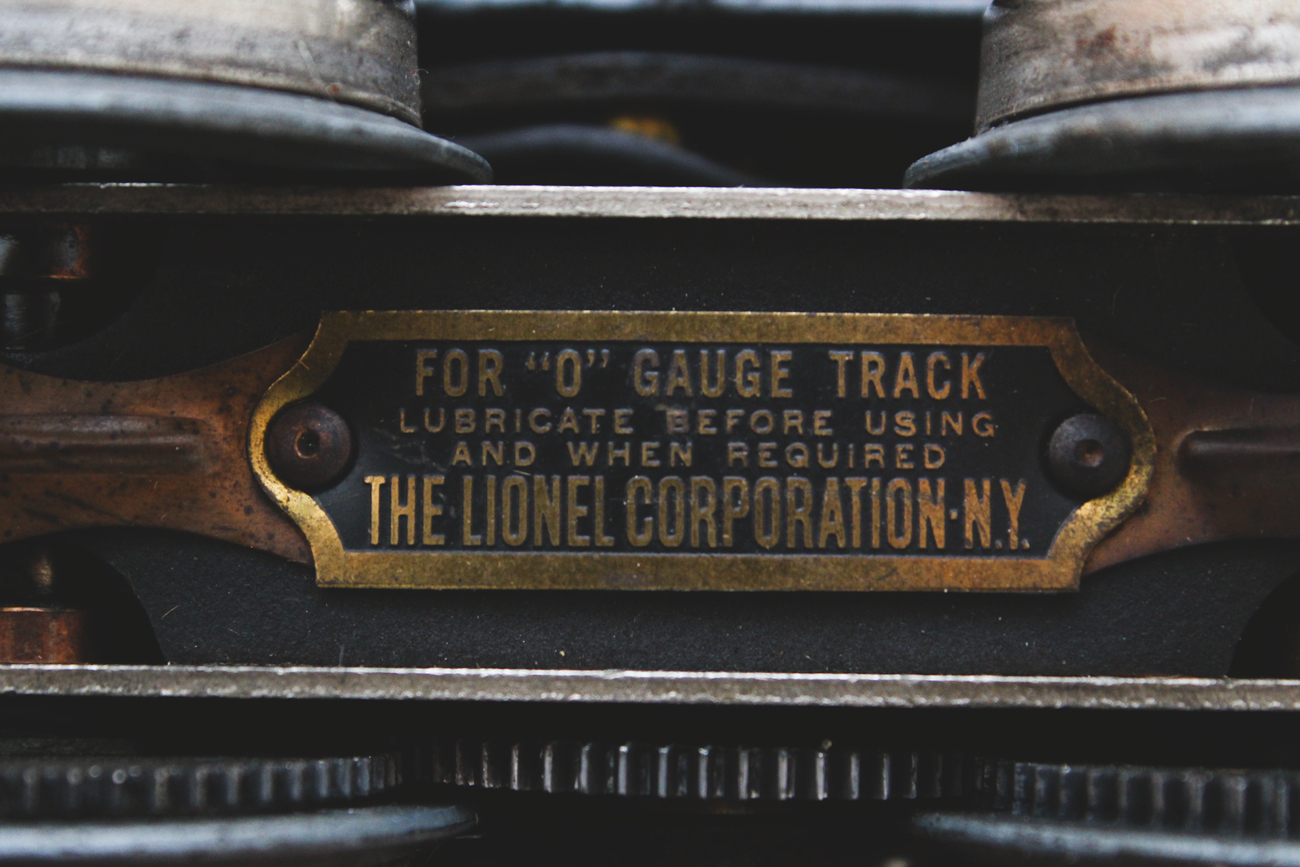 FOR "O" GAUGE TRACK
LUBRICATE BEFORE USING
AND WHEN REQUIRED
THE LIONEL CORPORATION·N.Y.